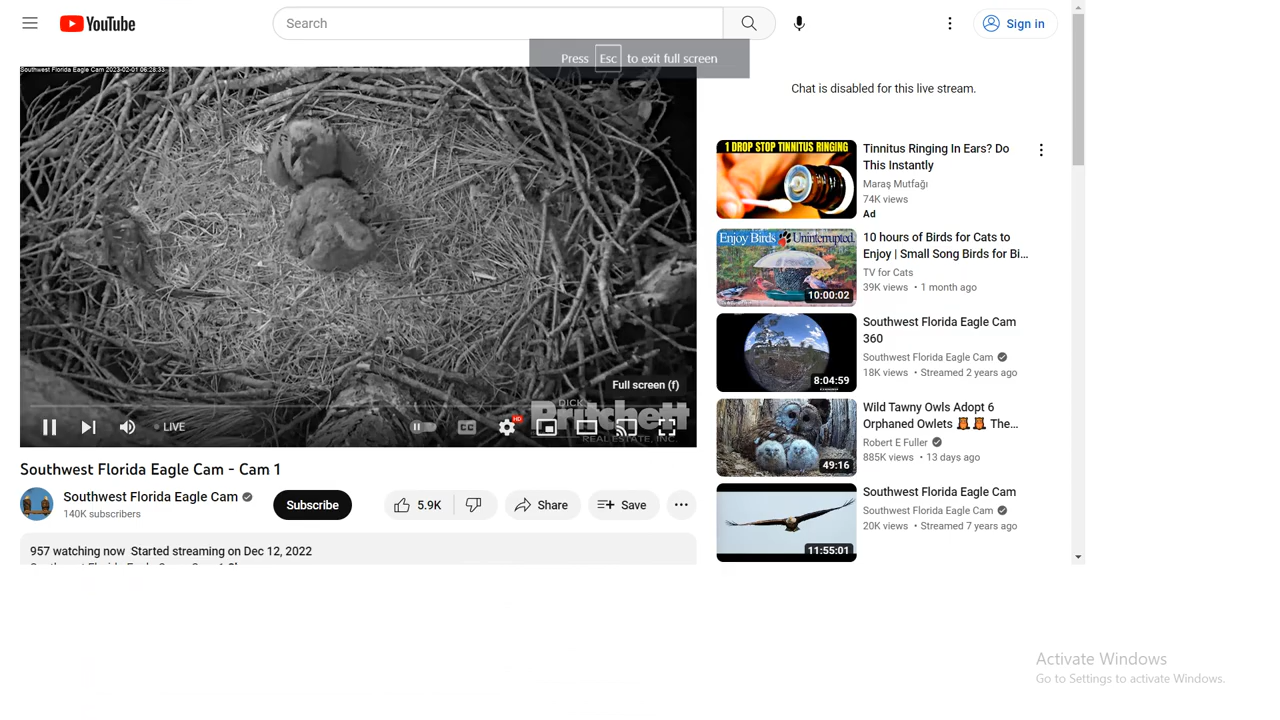 YouTube
Search
Sign in
Press Esc to exit full screen
Southwest Florida Eagle Cam 2023-02-01 06:28:33
Chat is disabled for this live stream.
1 DROP STOP TINNITUS RINGING
Tinnitus Ringing In Ears? Do
This Instantly
Maraş Mutfağı
74K views
Ad
Enjoy Birds Uninterrupted.
10:00:02
10 hours of Birds for Cats to
Enjoy | Small Song Birds for Bi...
TV for Cats
39K views • 1 month ago
8:04:59
Southwest Florida Eagle Cam
360
Southwest Florida Eagle Cam
18K views • Streamed 2 years ago
49:16
Wild Tawny Owls Adopt 6
Orphaned Owlets 🦉🦉 The...
Robert E Fuller
885K views • 13 days ago
11:55:01
Southwest Florida Eagle Cam
Southwest Florida Eagle Cam
20K views • Streamed 7 years ago
Full screen (f)
DICK
Pritchett
REAL ESTATE, INC.
LIVE
CC
HD
Southwest Florida Eagle Cam - Cam 1
Southwest Florida Eagle Cam
140K subscribers
Subscribe
5.9K
Share
Save
957 watching now Started streaming on Dec 12, 2022
Activate Windows
Go to Settings to activate Windows.